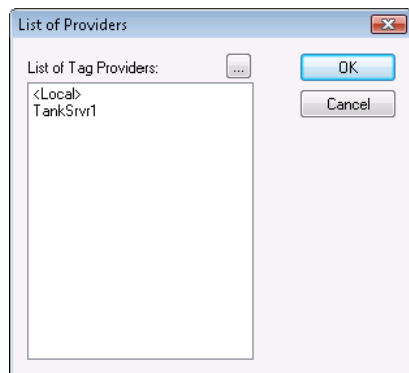 List of Providers
List of Tag Providers:
...
OK
<Local>
TankSrvr1
Cancel